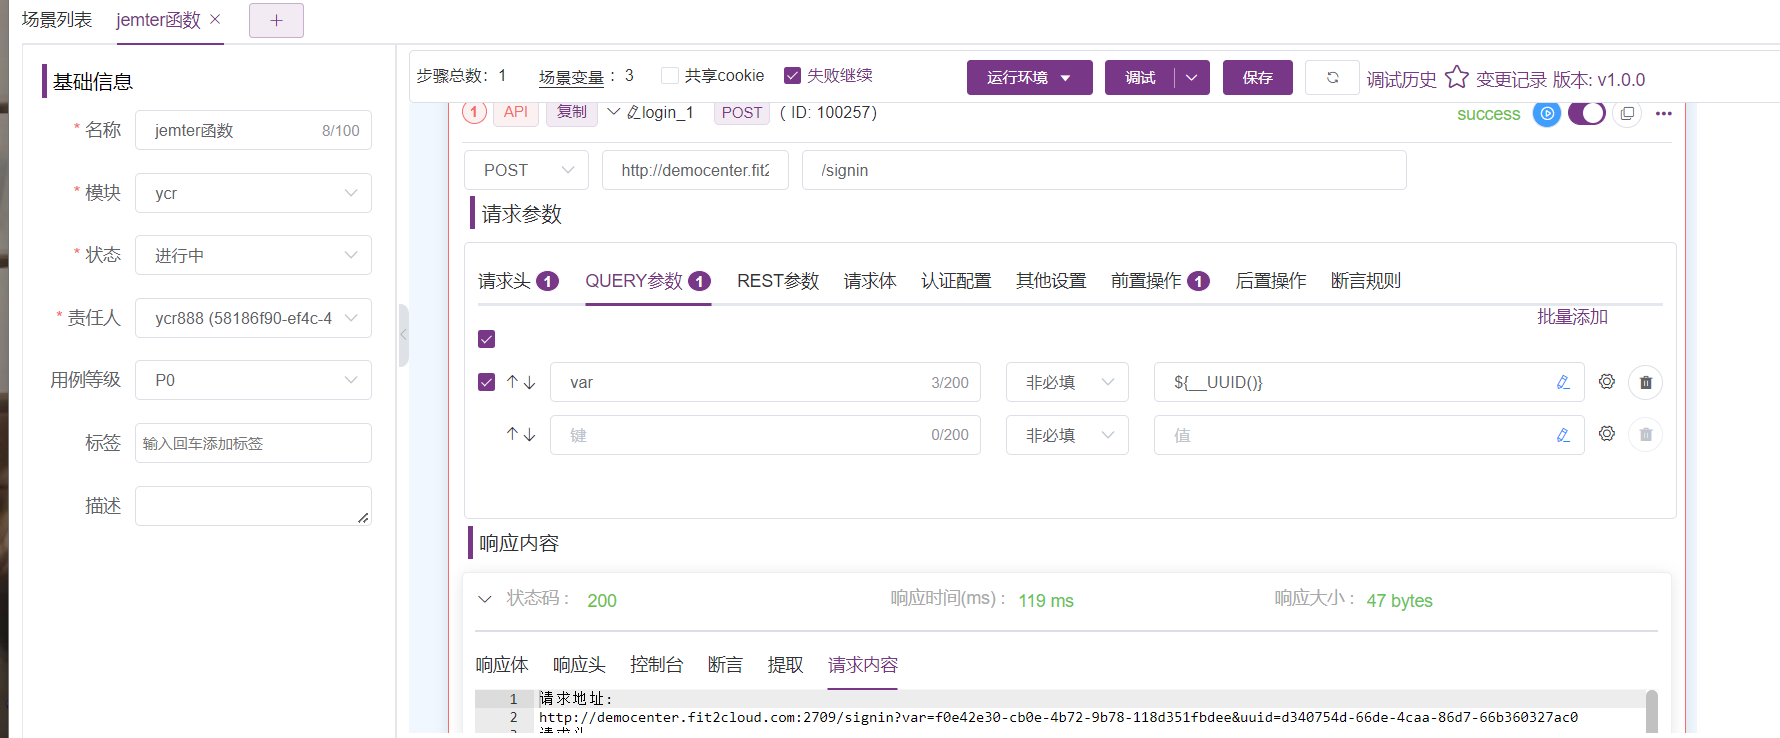 场景列表 jemter函数
基础信息
* 名称 jemter函数 8/100
* 模块 ycr
* 状态 进行中
* 责任人 ycr888 (58186f90-ef4c-4
用例等级 P0
标签 输入回车添加标签
描述
步骤总数: 1 场景变量 : 3 共享cookie 失败继续 运行环境 调试 保存 调试历史 变更记录 版本: v1.0.0
1 API 复制 login_1 POST ( ID: 100257) success
POST http://democenter.fit2 /signin
请求参数
请求头 1 QUERY参数 1 REST参数 请求体 认证配置 其他设置 前置操作 1 后置操作 断言规则
批量添加
var 3/200 非必填 ${__UUID()}
键 0/200 非必填 值
响应内容
状态码 : 200 响应时间(ms) : 119 ms 响应大小 : 47 bytes
响应体 响应头 控制台 断言 提取 请求内容
1 请求地址:
2 http://democenter.fit2cloud.com:2709/signin?var=f0e42e30-cb0e-4b72-9b78-118d351fbdee&uuid=d340754d-66de-4caa-86d7-66b360327ac0